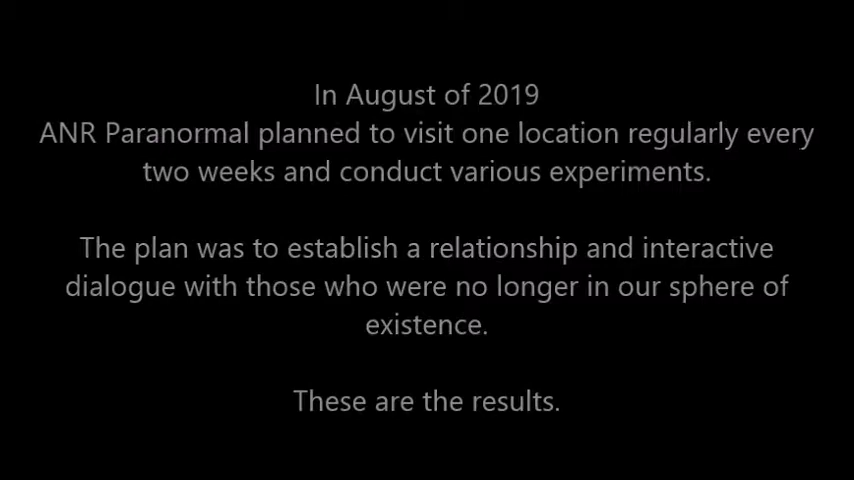 In August of 2019
ANR Paranormal planned to visit one location regularly every
two weeks and conduct various experiments.
The plan was to establish a relationship and interactive
dialogue with those who were no longer in our sphere of
existence.
These are the results.